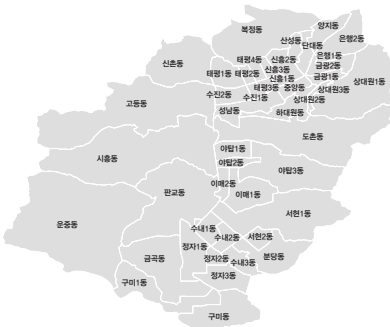 복정동
양지동
은행2동
산성동
단대동
신촌동
태평4동
신흥2동
은행1동
신흥3동
금광2동
태평1동
태평2동
신흥1동
금광1동
상대원1동
고등동
태평3동
중앙동
상대원3동
수진2동
수진1동
상대원2동
성남동
하대원동
도촌동
야탑1동
시흥동
야탑2동
야탑3동
이매2동
판교동
이매1동
서현1동
운중동
수내1동
수내2동
서현2동
정자1동
금곡동
정자2동
수내3동
분당동
정자3동
구미1동
구미동